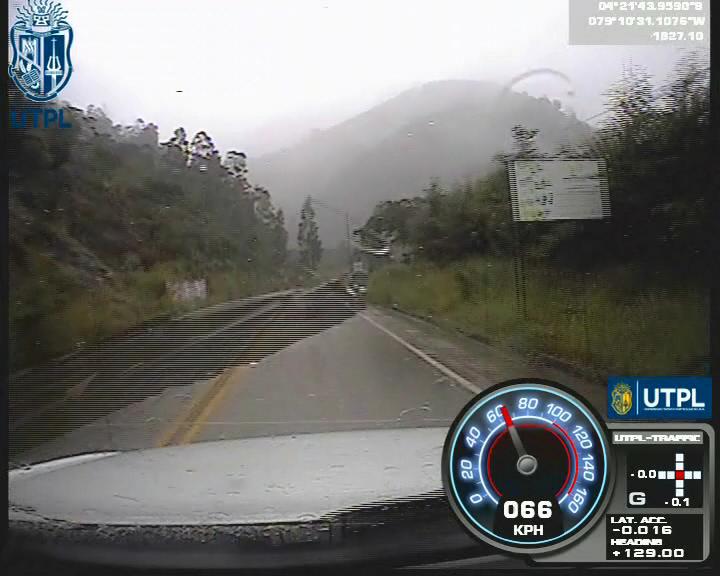 UTPL
04°21'43.9590"S
079°10'31.1076"W
1827.10
UTPL
UTPL-TRAFFIC
0 20 40 60 80 100 120 140 160
066
KPH
-0.0
G
-0.1
LAT. ACC.
-0.016
HEADING
+129.00